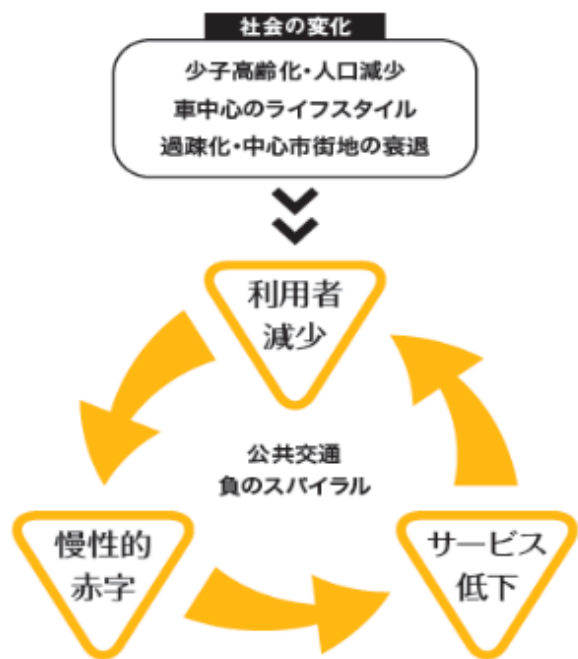 社会の変化
少子高齢化・人口減少
車中心のライフスタイル
過疎化・中心市街地の衰退
利用者
減少
公共交通
負のスパイラル
慢性的
赤字
サービス
低下